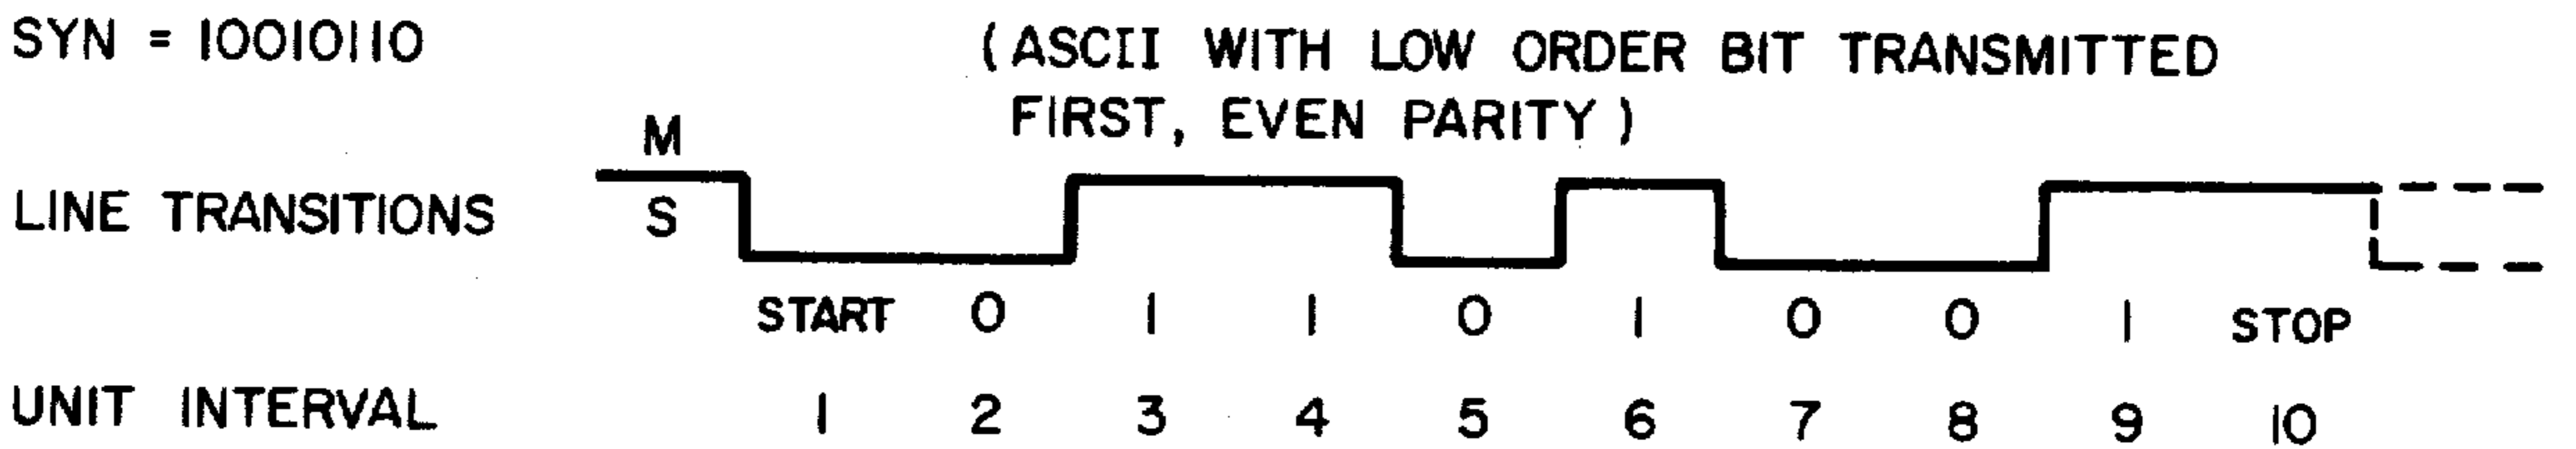 SYN = 10010110
(ASCII WITH LOW ORDER BIT TRANSMITTED
FIRST, EVEN PARITY)
M
LINE TRANSITIONS S
START 0 1 1 0 1 0 0 1 STOP
UNIT INTERVAL 1 2 3 4 5 6 7 8 9 10